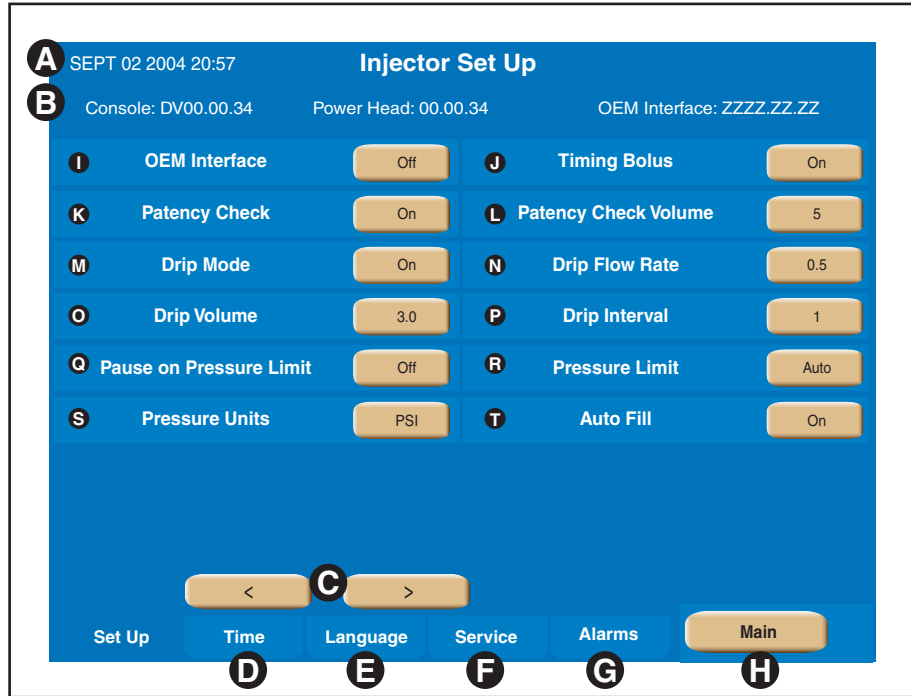 A SEPT 02 2004 20:57 Injector Set Up
B Console: DV00.00.34 Power Head: 00.00.34 OEM Interface: ZZZZ.ZZ.ZZ
I OEM Interface Off J Timing Bolus On
K Patency Check On L Patency Check Volume 5
M Drip Mode On N Drip Flow Rate 0.5
O Drip Volume 3.0 P Drip Interval 1
Q Pause on Pressure Limit Off R Pressure Limit Auto
S Pressure Units PSI T Auto Fill On
< C >
Set Up Time Language Service Alarms Main
D E F G H